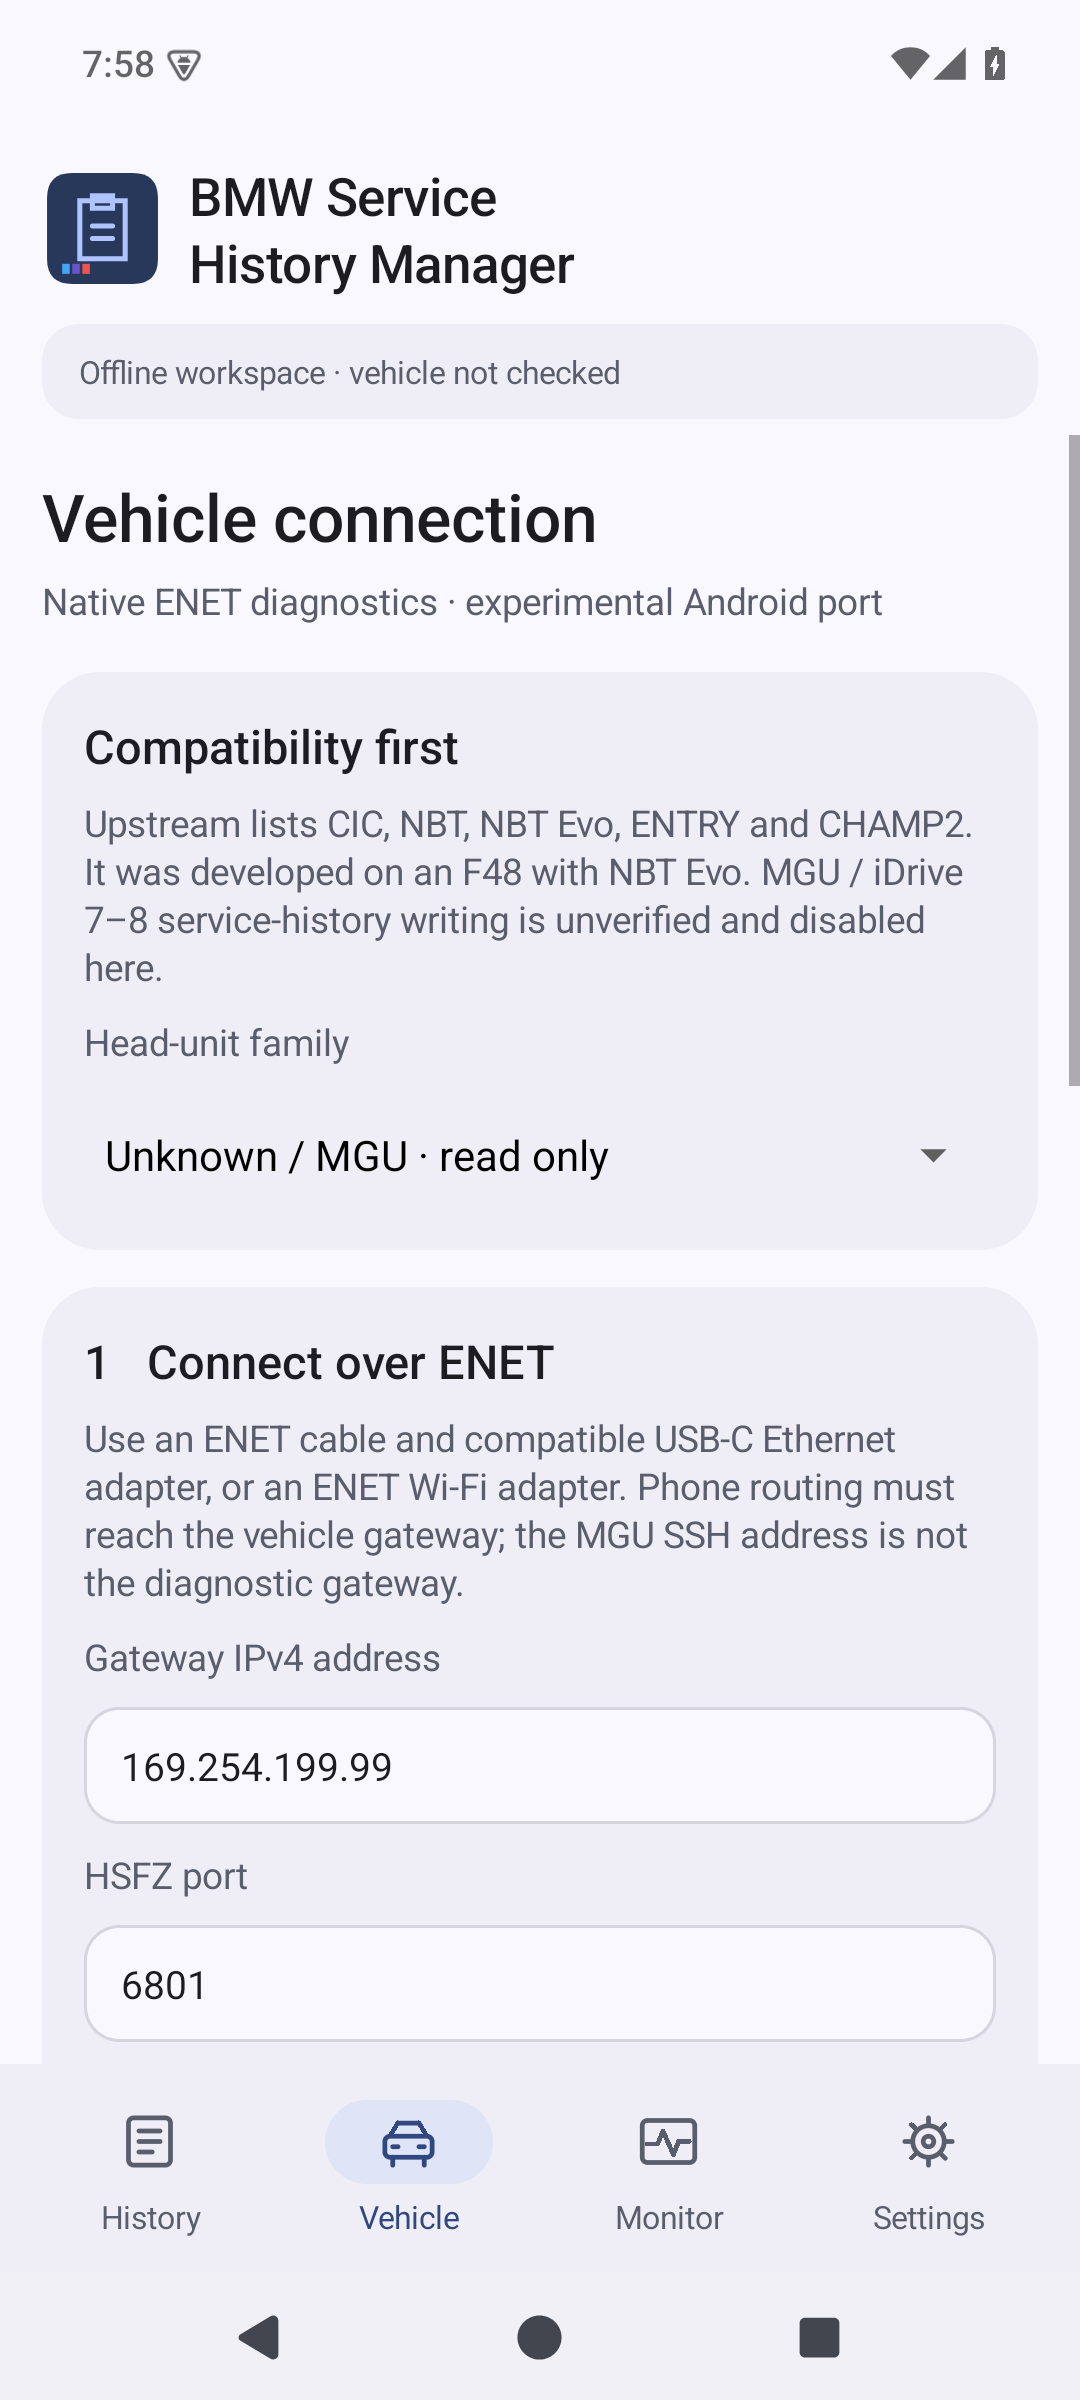 7:58
BMW Service
History Manager
Offline workspace · vehicle not checked
Vehicle connection
Native ENET diagnostics · experimental Android port
Compatibility first
Upstream lists CIC, NBT, NBT Evo, ENTRY and CHAMP2.
It was developed on an F48 with NBT Evo. MGU / iDrive
7–8 service-history writing is unverified and disabled
here.
Head-unit family
Unknown / MGU · read only
1 Connect over ENET
Use an ENET cable and compatible USB-C Ethernet
adapter, or an ENET Wi-Fi adapter. Phone routing must
reach the vehicle gateway; the MGU SSH address is not
the diagnostic gateway.
Gateway IPv4 address
169.254.199.99
HSFZ port
6801
History
Vehicle
Monitor
Settings